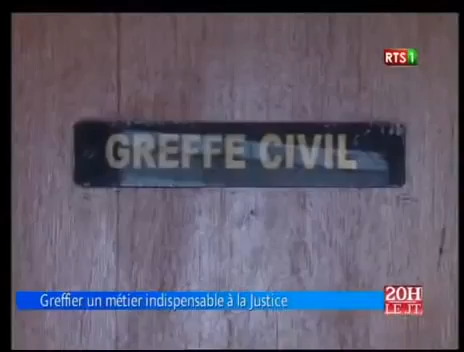 RTS1
GREFFE CIVIL
Greffier un métier indispensable à la Justice
20H
LE JT